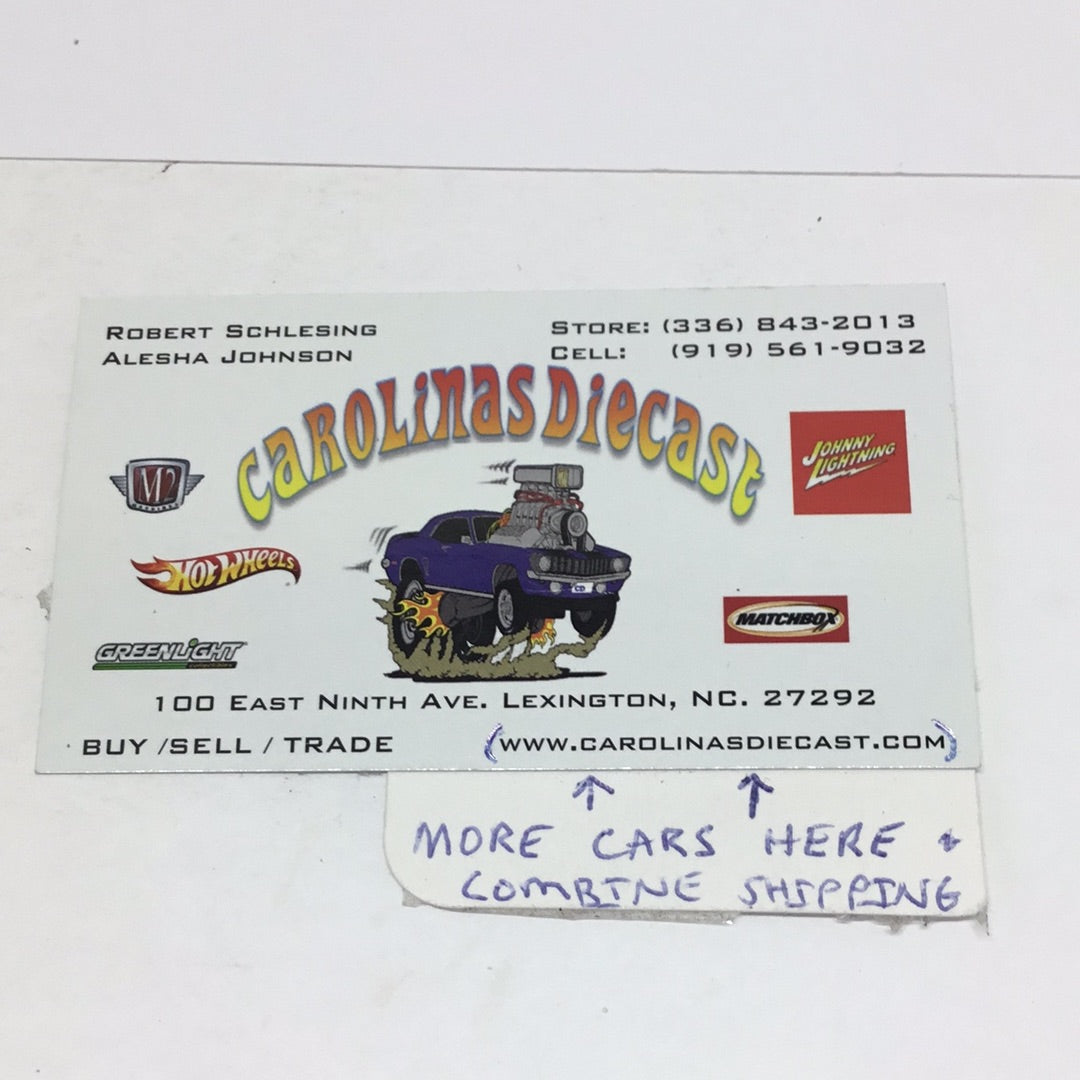 ROBERT SCHLESING
ALESHA JOHNSON
STORE: (336) 843-2013
CELL: (919) 561-9032
CAROLINAS DIECAST
M2
JOHNNY LIGHTNING
HOT WHEELS
MATCHBOX
GREENLIGHT
CD
100 EAST NINTH AVE. LEXINGTON, NC. 27292
BUY /SELL / TRADE
(WWW.CAROLINASDIECAST.COM)
MORE CARS HERE +
COMBINE SHIPPING